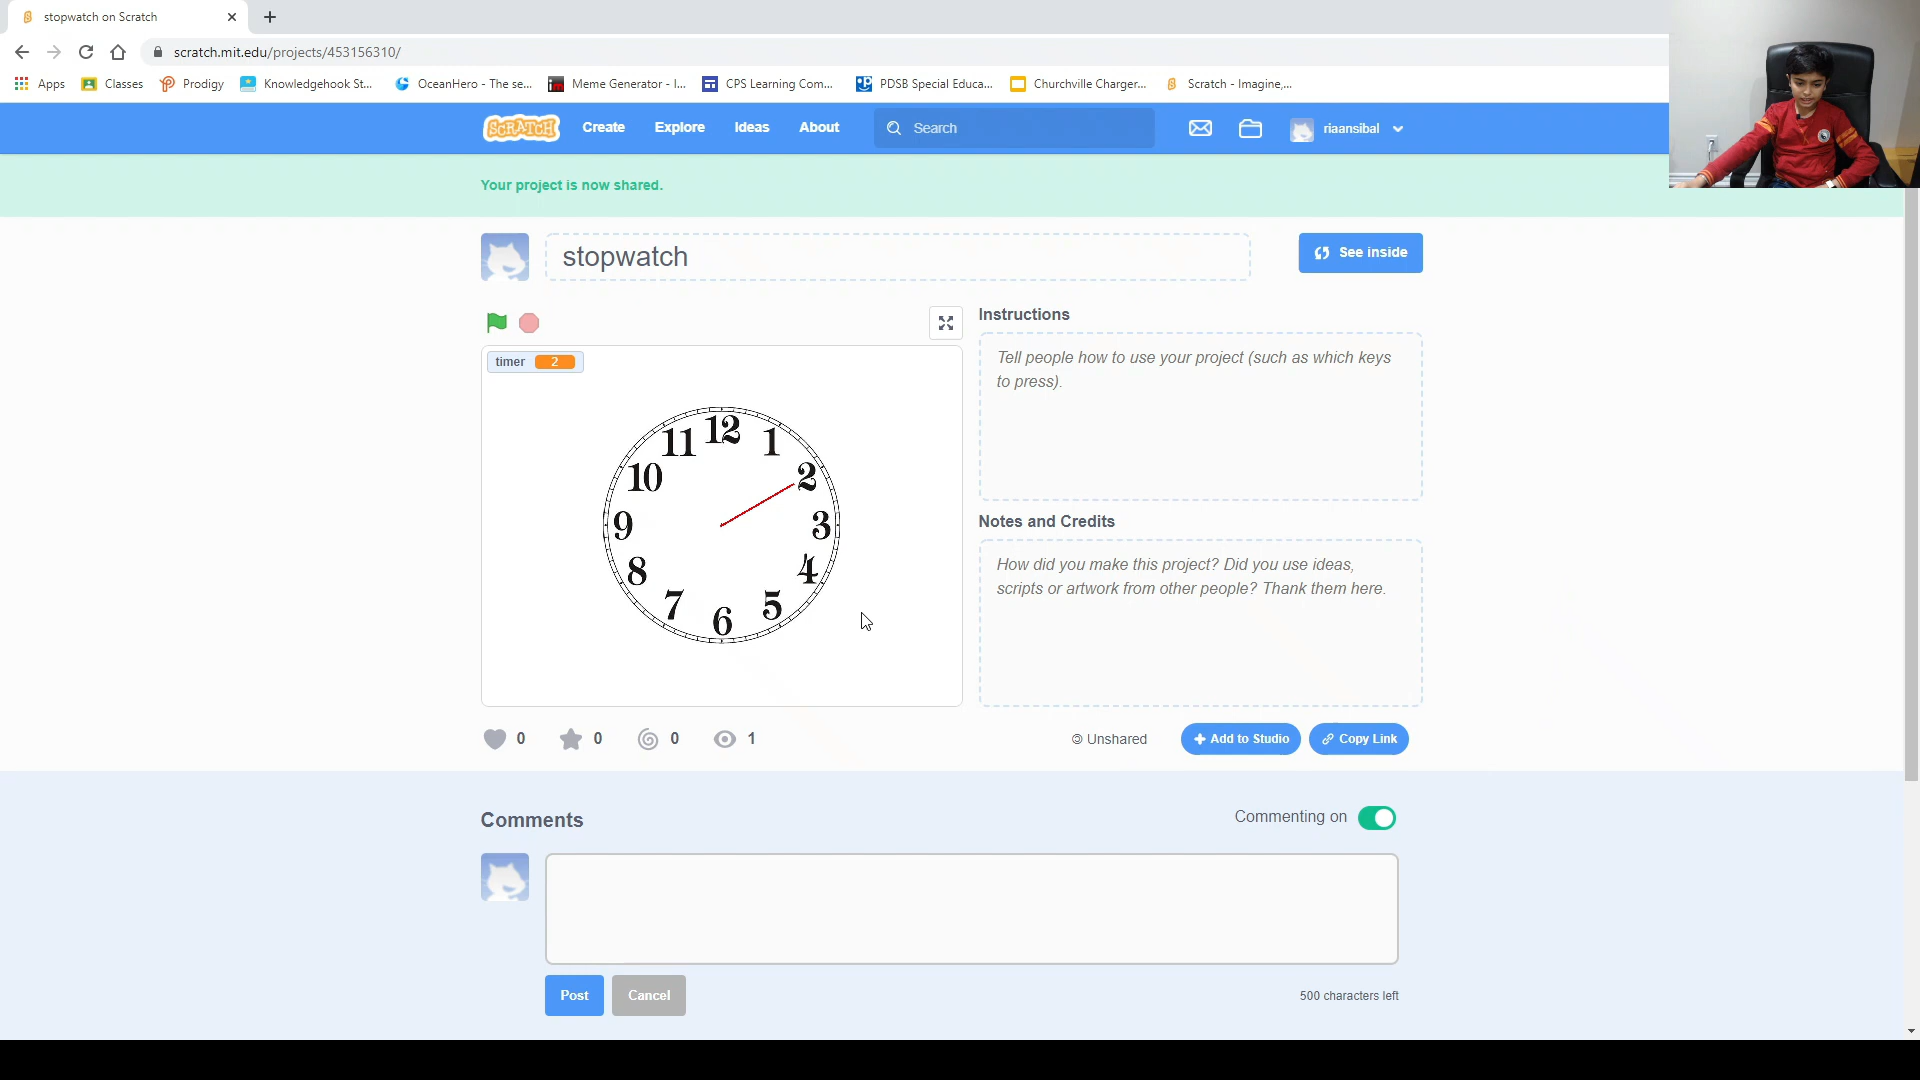 stopwatch on Scratch
scratch.mit.edu/projects/453156310/
Apps Classes Prodigy Knowledgehook St... OceanHero - The se... Meme Generator - I... CPS Learning Com... PDSB Special Educa... Churchville Charger... Scratch - Imagine,...
SCRATCH Create Explore Ideas About Search riaansibal
Your project is now shared.
stopwatch
See inside
timer 2
12
11 1
10 2
9 3
8 4
7 5
6
Instructions
Tell people how to use your project (such as which keys
to press).
Notes and Credits
How did you make this project? Did you use ideas,
scripts or artwork from other people? Thank them here.
0 0 0 1
Unshared
Add to Studio
Copy Link
Comments
Commenting on
Post Cancel
500 characters left